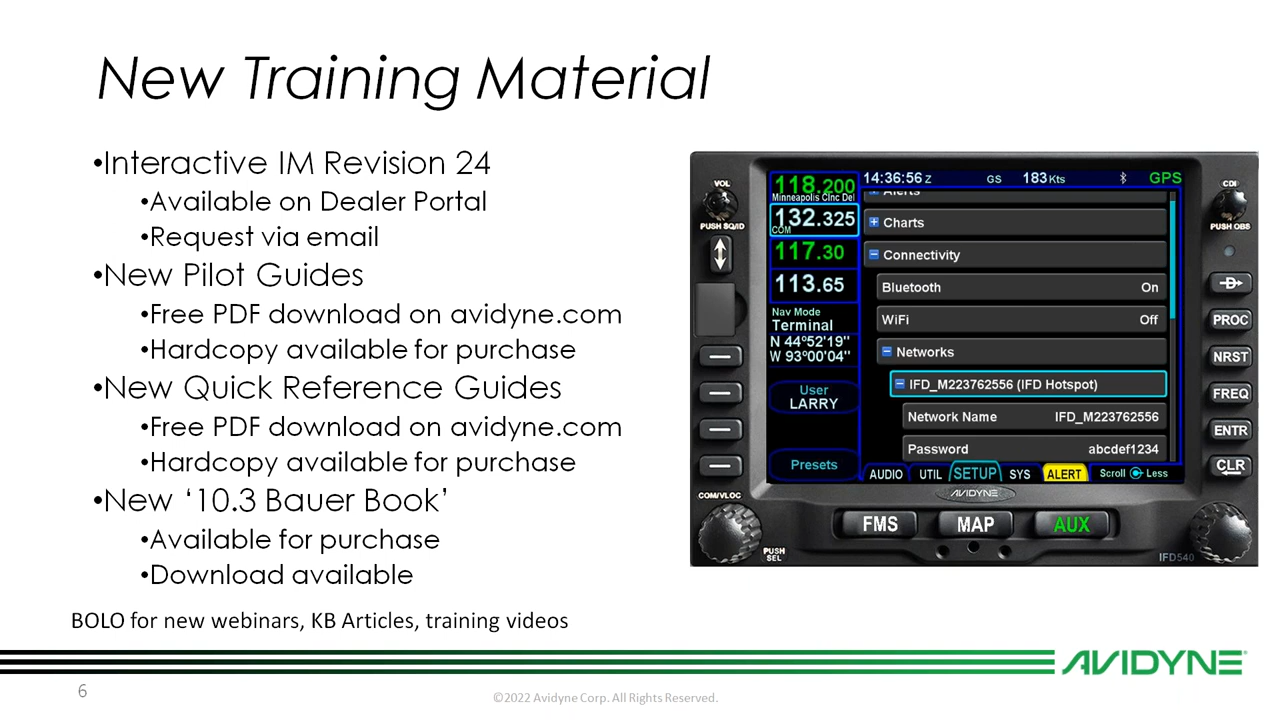 New Training Material
•Interactive IM Revision 24
•Available on Dealer Portal
•Request via email
•New Pilot Guides
•Free PDF download on avidyne.com
•Hardcopy available for purchase
•New Quick Reference Guides
•Free PDF download on avidyne.com
•Hardcopy available for purchase
•New ‘10.3 Bauer Book’
•Available for purchase
•Download available
BOLO for new webinars, KB Articles, training videos
VOL
PUSH SQ/ID
118.200
Minneapolis Clnc Del
132.325
COM
117.30
113.65
Nav Mode
Terminal
N 44°52'19"
W 93°00'04"
User
LARRY
Presets
14:36:56 Z GS 183 Kts GPS
Alerts
Charts
Connectivity
Bluetooth On
WiFi Off
Networks
IFD_M223762556 (IFD Hotspot)
Network Name IFD_M223762556
Password abcdef1234
AUDIO UTIL SETUP SYS ALERT Scroll Less
CDI
PUSH OBS
D
PROC
NRST
FREQ
ENTR
CLR
COM/VLOC
PUSH
SEL
AVIDYNE
FMS MAP AUX
IFD540
AVIDYNE
6
©2022 Avidyne Corp. All Rights Reserved.